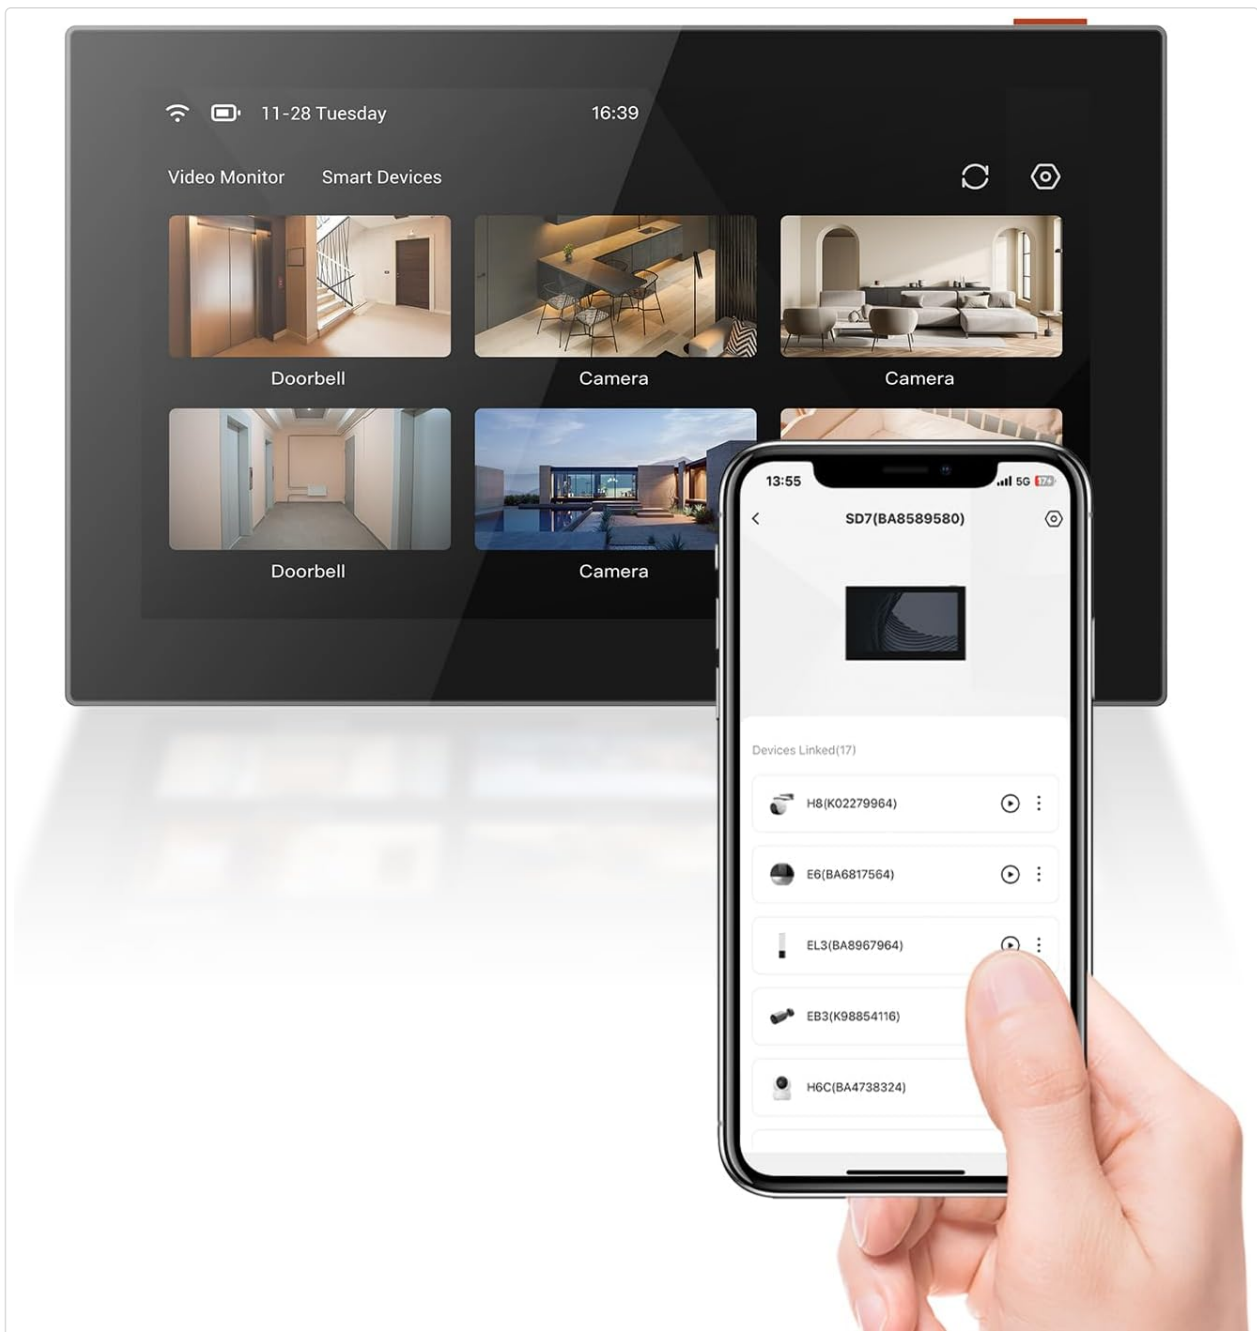 11-28 Tuesday 16:39
Video Monitor Smart Devices
Doorbell Camera Camera
Doorbell Camera
13:55 5G
SD7(BA8589580)
Devices Linked(17)
H8(K02279964)
E6(BA6817564)
EL3(BA8967964)
EB3(K98854116)
H6C(BA4738324)